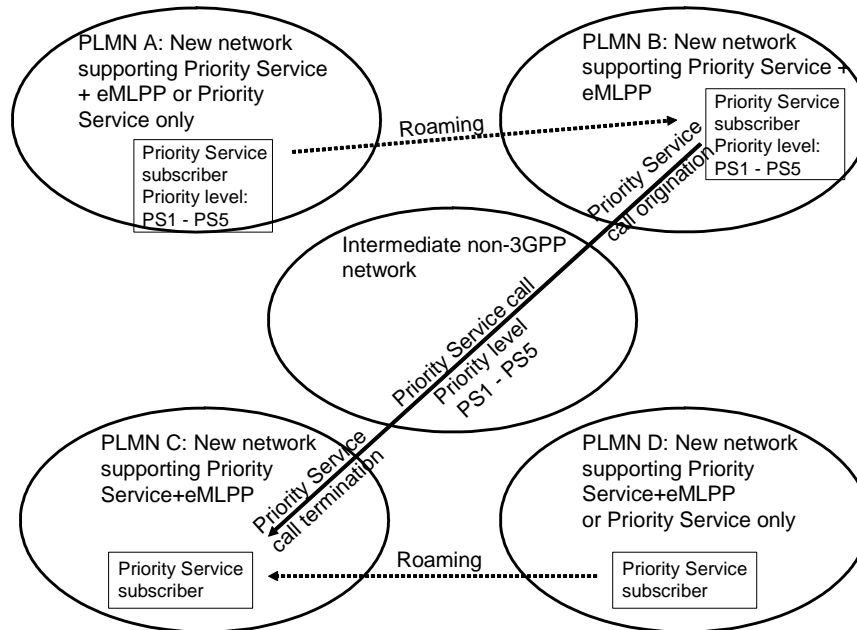 PLMN A: New network
supporting Priority Service
+ eMLPP or Priority
Service only
Priority Service
subscriber
Priority level:
PS1 - PS5
Roaming
PLMN B: New network
supporting Priority Service +
eMLPP
Priority Service
subscriber
Priority level:
PS1 - PS5
Priority Service
call origination
Intermediate non-3GPP
network
Priority Service call
Priority level
PS1 - PS5
Priority Service
call termination
PLMN C: New network
supporting Priority
Service+eMLPP
Priority Service
subscriber
Roaming
PLMN D: New network
supporting Priority
Service+eMLPP
or Priority Service only
Priority Service
subscriber